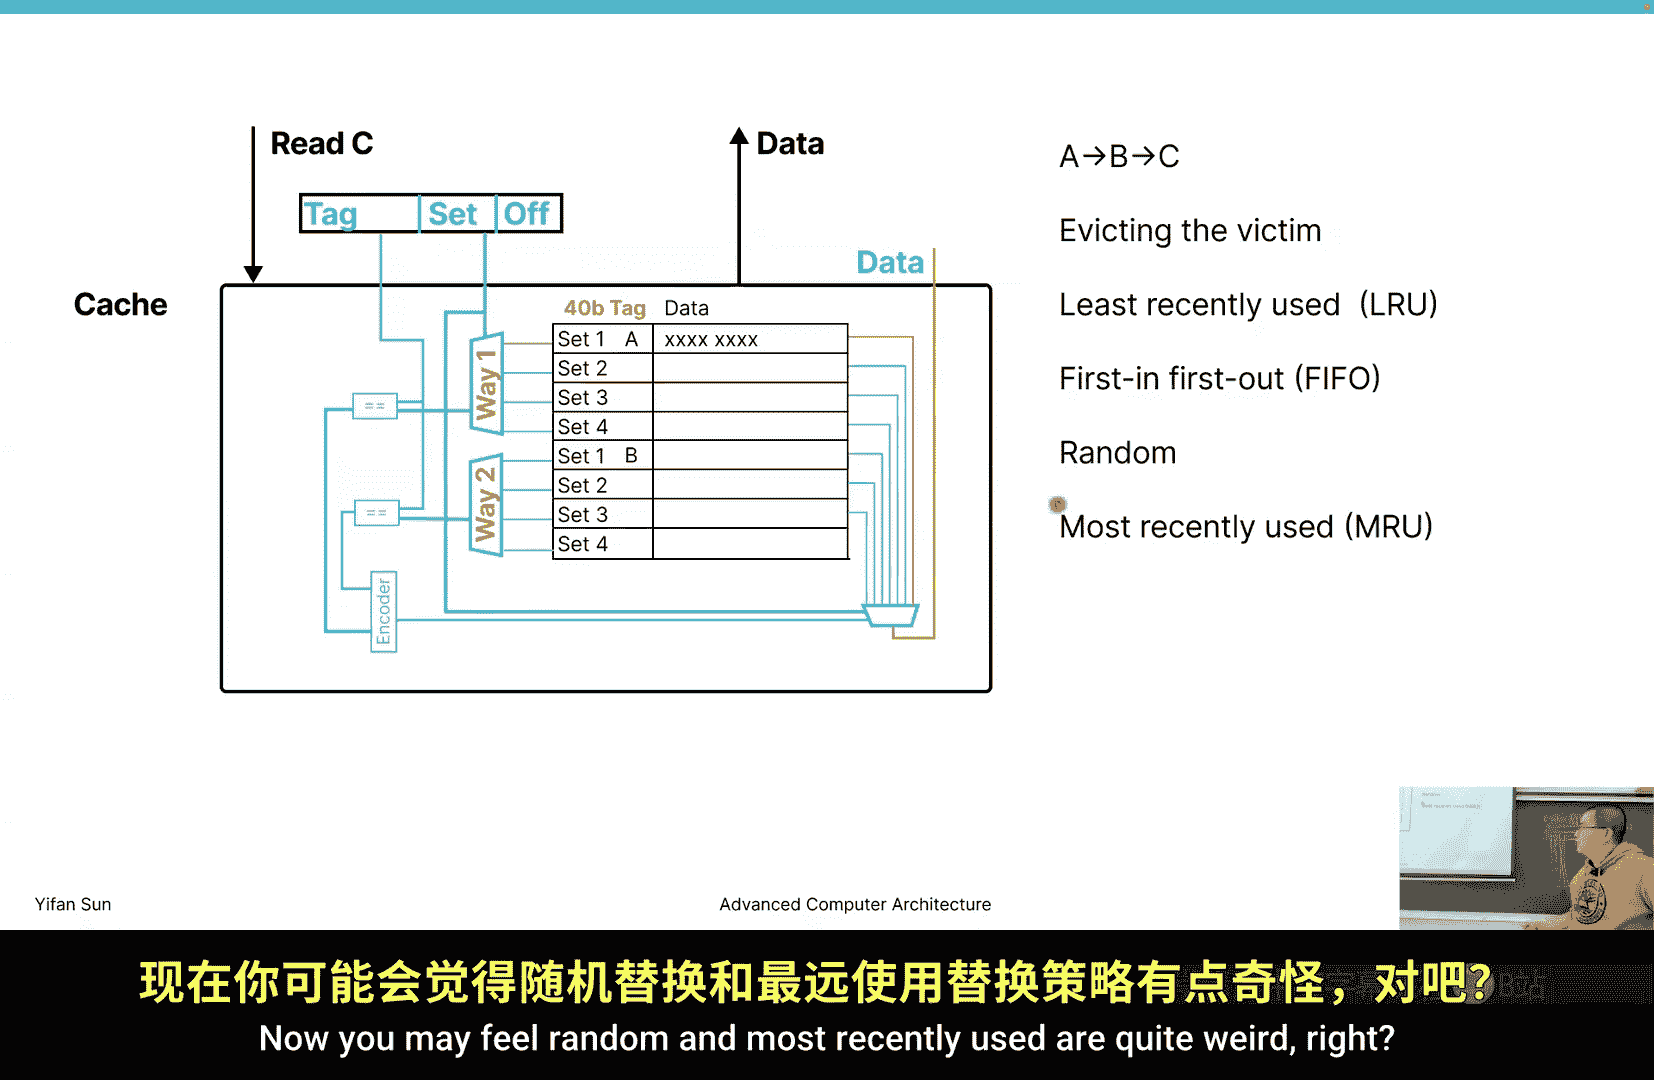 Read C
Data
Tag Set Off
Data
Cache
40b Tag Data
Set 1 A xxxx xxxx
Set 2
Set 3
Set 4
Set 1 B
Set 2
Set 3
Set 4
Way 1
Way 2
==
==
Encoder
A→B→C
Evicting the victim
Least recently used (LRU)
First-in first-out (FIFO)
Random
Most recently used (MRU)
Yifan Sun
Advanced Computer Architecture
现在你可能会觉得随机替换和最远使用替换策略有点奇怪，对吧？
Now you may feel random and most recently used are quite weird, right?